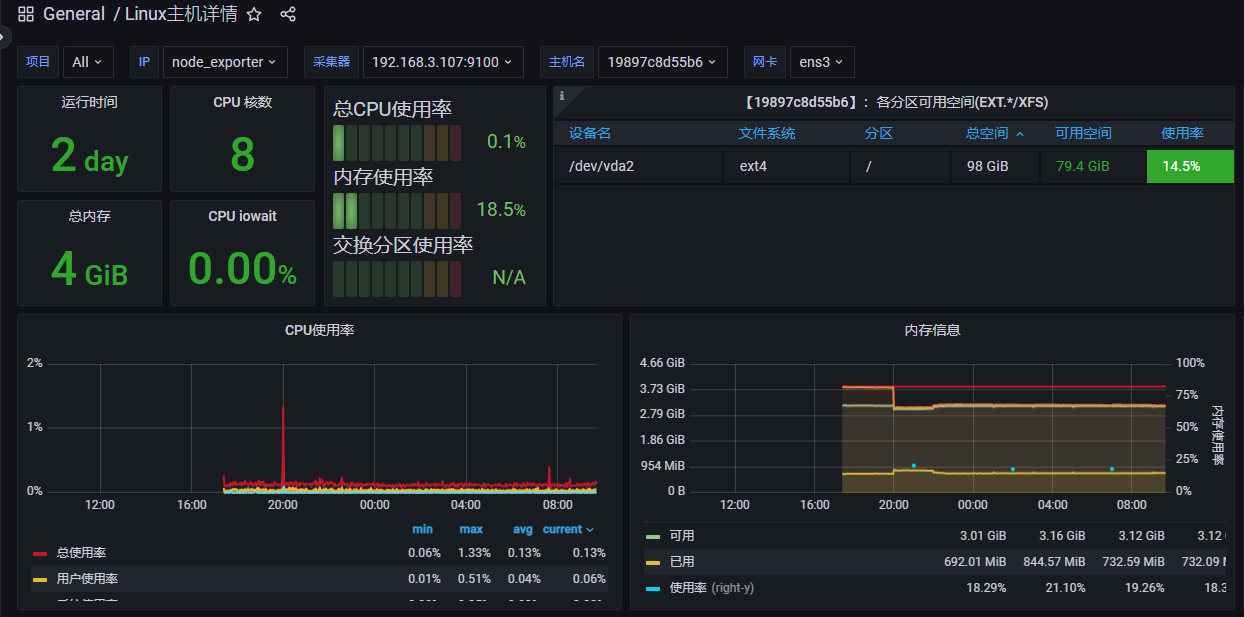 General / Linux主机详情
项目 All IP node_exporter 采集器 192.168.3.107:9100 主机名 19897c8d55b6 网卡 ens3
运行时间
2 day
CPU 核数
8
总内存
4 GiB
CPU iowait
0.00%
总CPU使用率
0.1%
内存使用率
18.5%
交换分区使用率
N/A
i
【19897c8d55b6】：各分区可用空间(EXT.*/XFS)
设备名 文件系统 分区 总空间 可用空间 使用率
/dev/vda2 ext4 / 98 GiB 79.4 GiB 14.5%
CPU使用率
2%
1%
0%
12:00 16:00 20:00 00:00 04:00 08:00
min max avg current
总使用率 0.06% 1.33% 0.13% 0.13%
用户使用率 0.01% 0.51% 0.04% 0.06%
内存信息
4.66 GiB 100%
3.73 GiB 75%
2.79 GiB 50%
1.86 GiB 25%
954 MiB
0 B 0%
内存使用率
12:00 16:00 20:00 00:00 04:00 08:00
可用 3.01 GiB 3.16 GiB 3.12 GiB 3.12
已用 692.01 MiB 844.57 MiB 732.59 MiB 732.09
使用率 (right-y) 18.29% 21.10% 19.26% 18.3